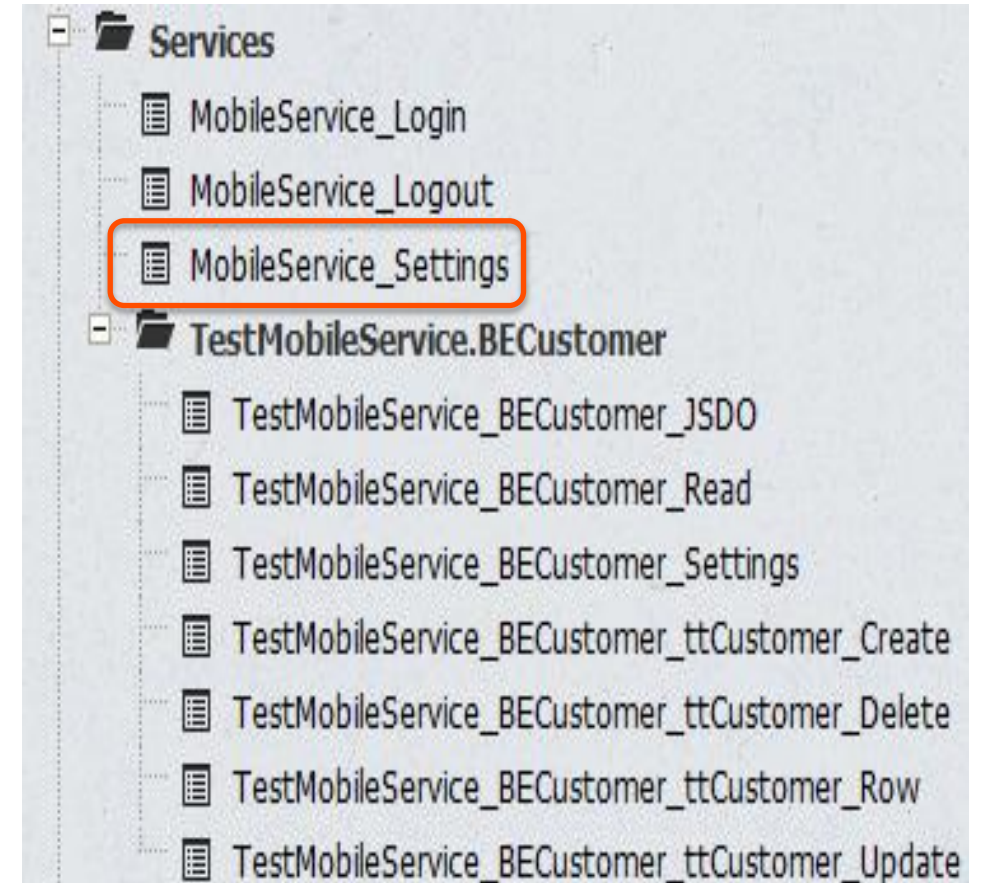 Services
MobileService_Login
MobileService_Logout
MobileService_Settings
TestMobileService.BECustomer
TestMobileService_BECustomer_JSDO
TestMobileService_BECustomer_Read
TestMobileService_BECustomer_Settings
TestMobileService_BECustomer_ttCustomer_Create
TestMobileService_BECustomer_ttCustomer_Delete
TestMobileService_BECustomer_ttCustomer_Row
TestMobileService_BECustomer_ttCustomer_Update